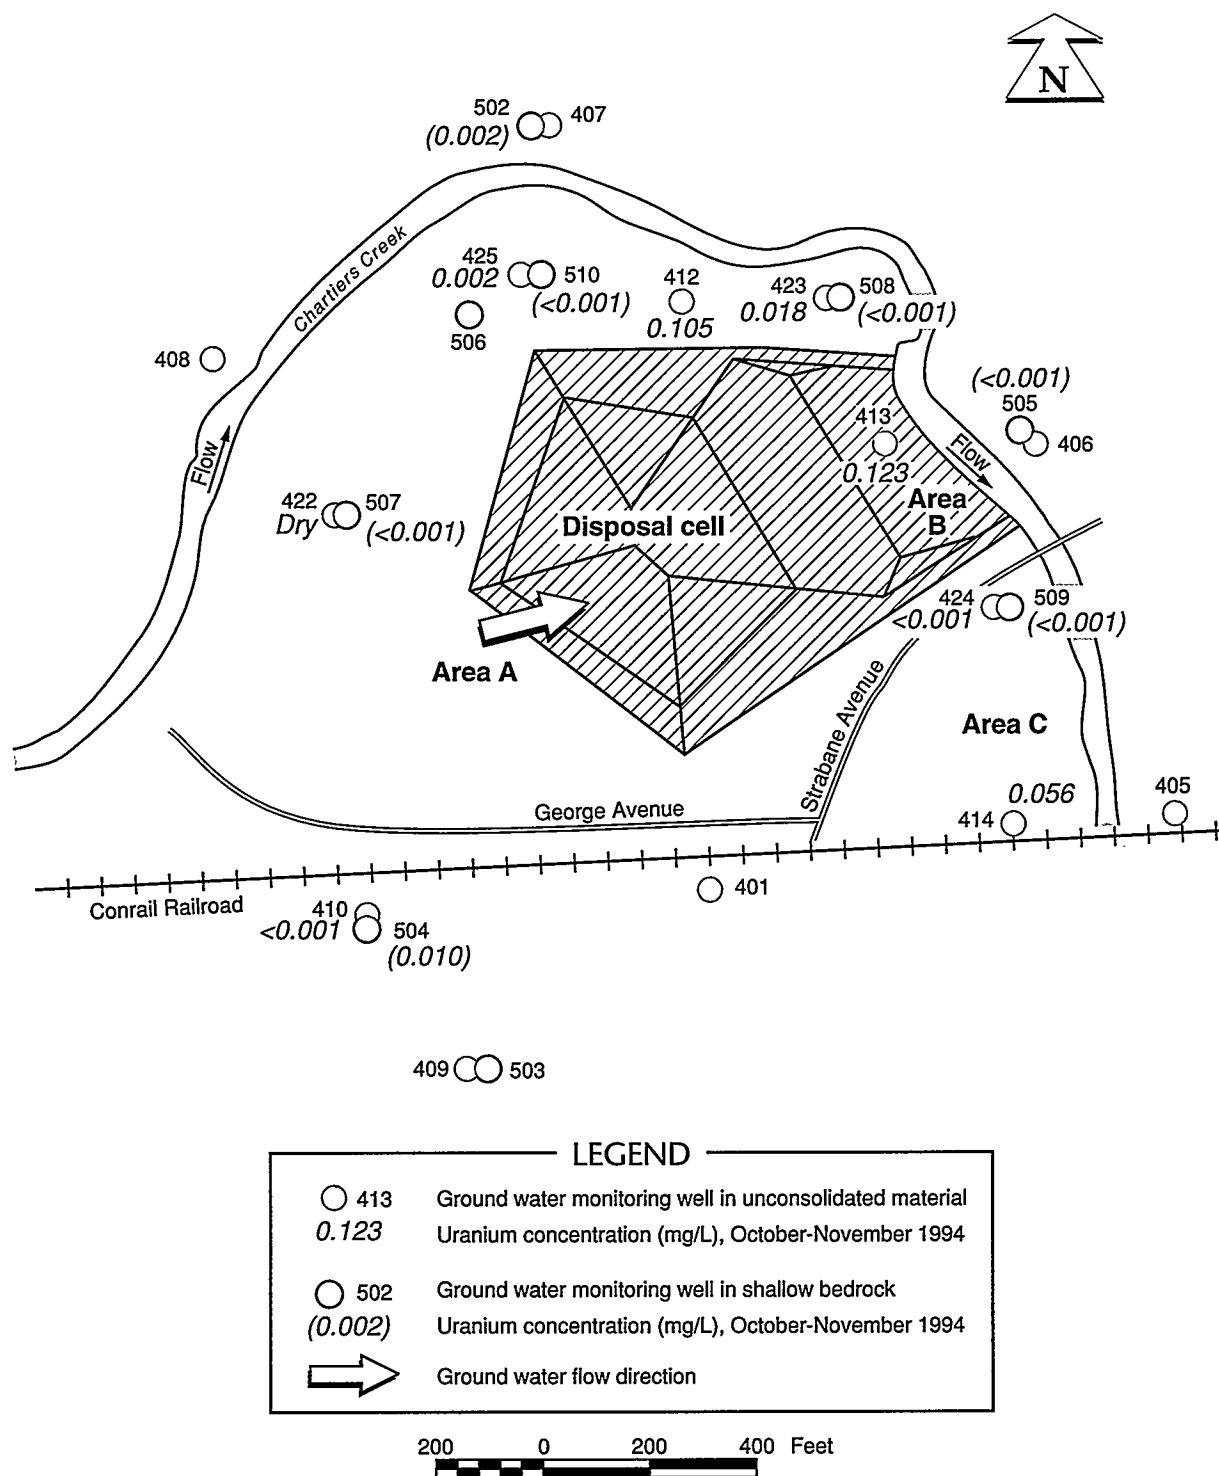 N
502
407
(0.002)
Chartiers Creek
425
0.002
510
(<0.001)
412
0.105
423
0.018
508
(<0.001)
506
408
(<0.001)
505
406
413
0.123
Flow
Flow
Area
B
422
Dry
507
(<0.001)
Disposal cell
424
<0.001
509
(<0.001)
Area A
Strabane Avenue
Area C
George Avenue
0.056
414
405
401
Conrail Railroad
410
<0.001
504
(0.010)
409
503
LEGEND
413 Ground water monitoring well in unconsolidated material
0.123 Uranium concentration (mg/L), October-November 1994
502 Ground water monitoring well in shallow bedrock
(0.002) Uranium concentration (mg/L), October-November 1994
Ground water flow direction
200 0 200 400 Feet